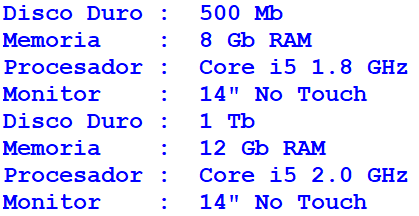 Disco Duro :  500 Mb
Memoria    :  8 Gb RAM
Procesador :  Core i5 1.8 GHz
Monitor    :  14" No Touch
Disco Duro :  1 Tb
Memoria    :  12 Gb RAM
Procesador :  Core i5 2.0 GHz
Monitor    :  14" No Touch